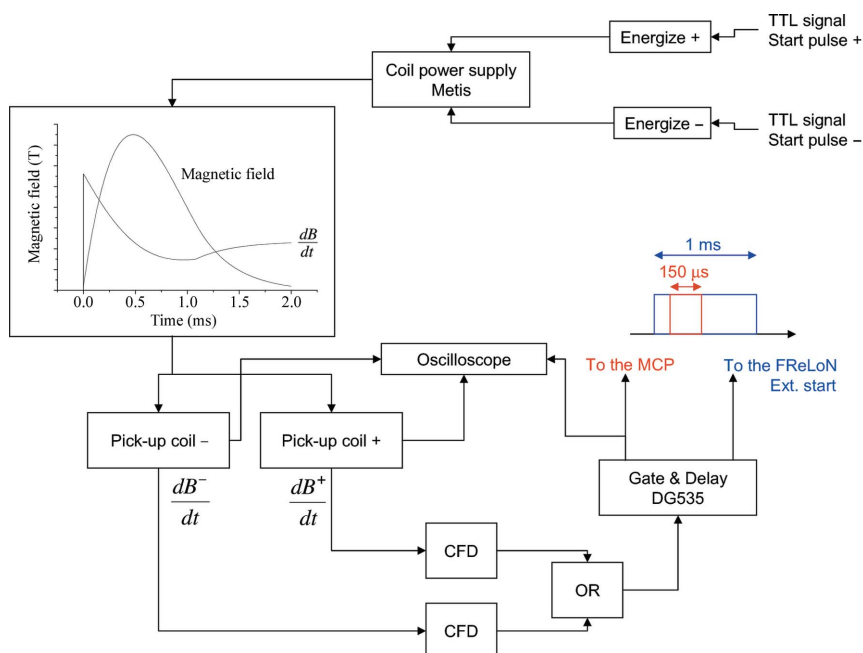 TTL signal
Start pulse +
Energize +
Coil power supply
Metis
Energize –
TTL signal
Start pulse –
Magnetic field (T)
Magnetic field
dB
dt
0.0 0.5 1.0 1.5 2.0
Time (ms)
1 ms
150 µs
To the MCP
To the FReLoN
Ext. start
Oscilloscope
Pick-up coil –
Pick-up coil +
Gate & Delay
DG535
dB⁻
dt
dB⁺
dt
CFD
OR
CFD